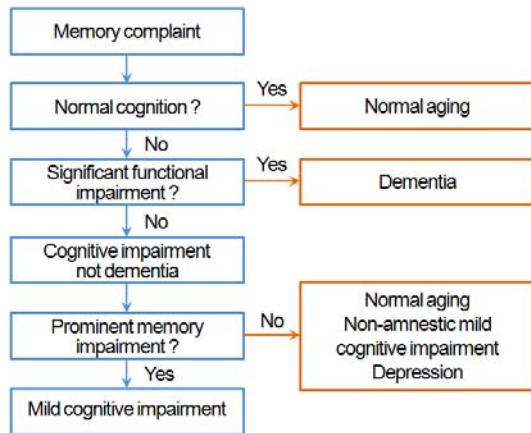 Memory complaint
Normal cognition ?
Yes
Normal aging
No
Significant functional
impairment ?
Yes
Dementia
No
Cognitive impairment
not dementia
Prominent memory
impairment ?
No
Normal aging
Non-amnestic mild
cognitive impairment
Depression
Yes
Mild cognitive impairment